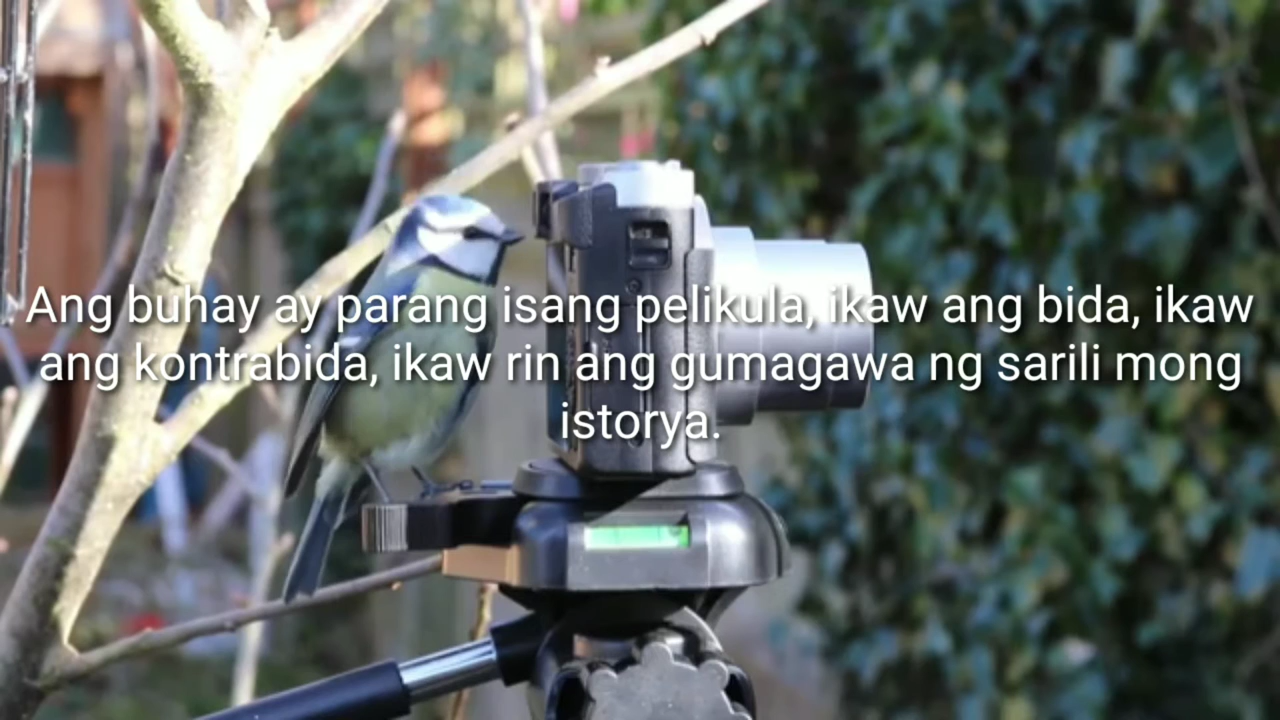 Ang buhay ay parang isang pelikula, ikaw ang bida, ikaw
ang kontrabida, ikaw rin ang gumagawa ng sarili mong
istorya.